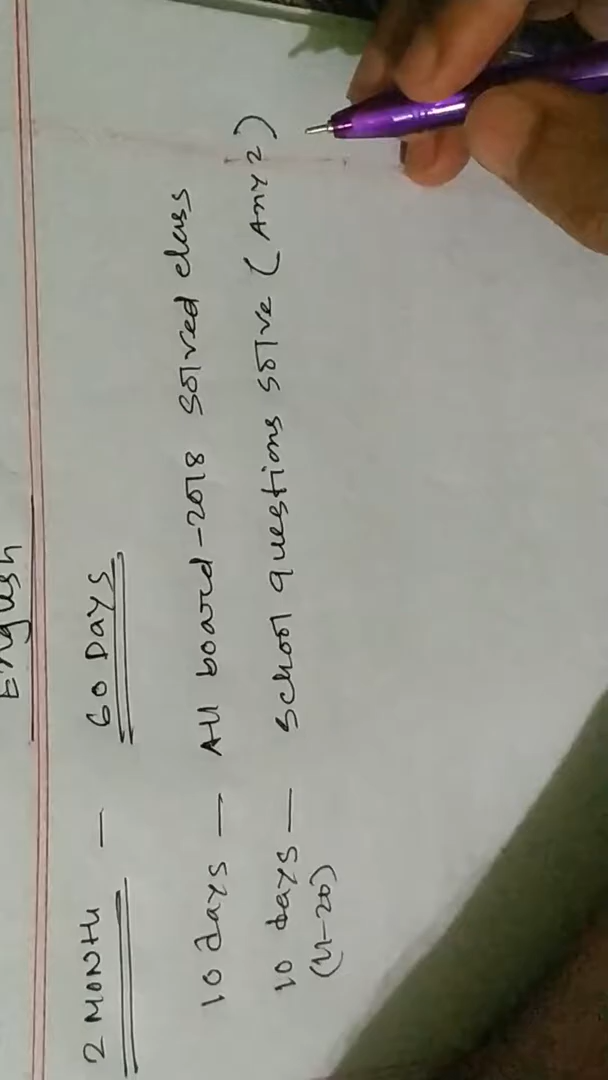 English
2 MONTH — 60 DAYS
10 days — All board-2018 solved class
10 days — School questions solve (Any 2)
(11-20)